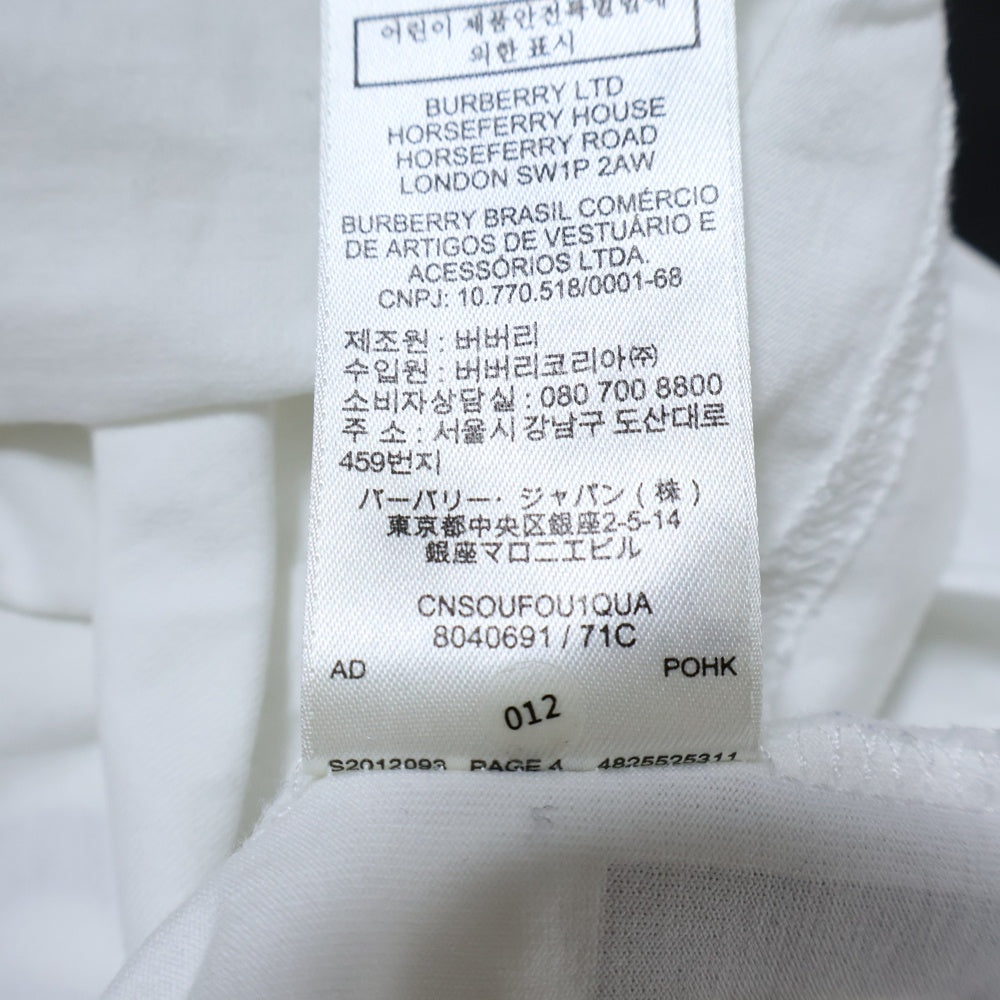 어린이 제품안전특별법에
의한 표시
BURBERRY LTD
HORSEFERRY HOUSE
HORSEFERRY ROAD
LONDON SW1P 2AW
BURBERRY BRASIL COMÉRCIO
DE ARTIGOS DE VESTUÁRIO E
ACESSÓRIOS LTDA.
CNPJ: 10.770.518/0001-68
제조원 : 버버리
수입원 : 버버리코리아㈜
소비자상담실 : 080 700 8800
주 소 : 서울시 강남구 도산대로
459번지
バーバリー・ジャパン ( 株 )
東京都中央区銀座2-5-14
銀座マロニエビル
CNSOUFOU1QUA
8040691 / 71C
AD POHK
012
S2012093 PAGE 4 4825525311